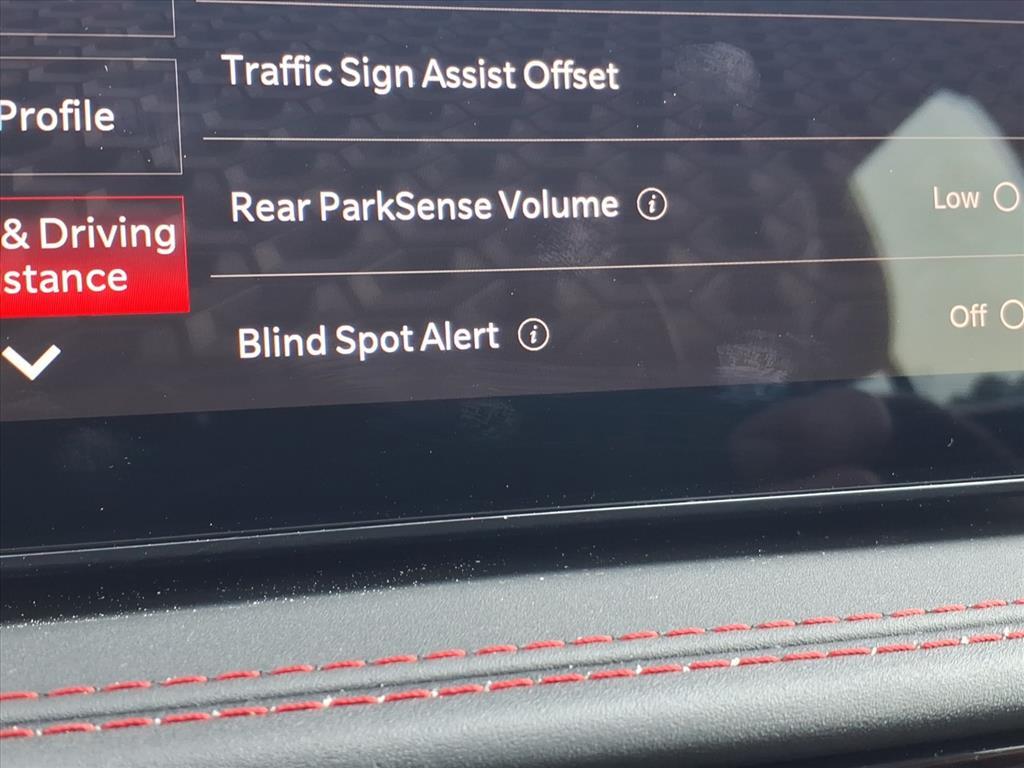 Traffic Sign Assist Offset
Profile
Rear ParkSense Volume i
Low
& Driving
stance
Blind Spot Alert i
Off